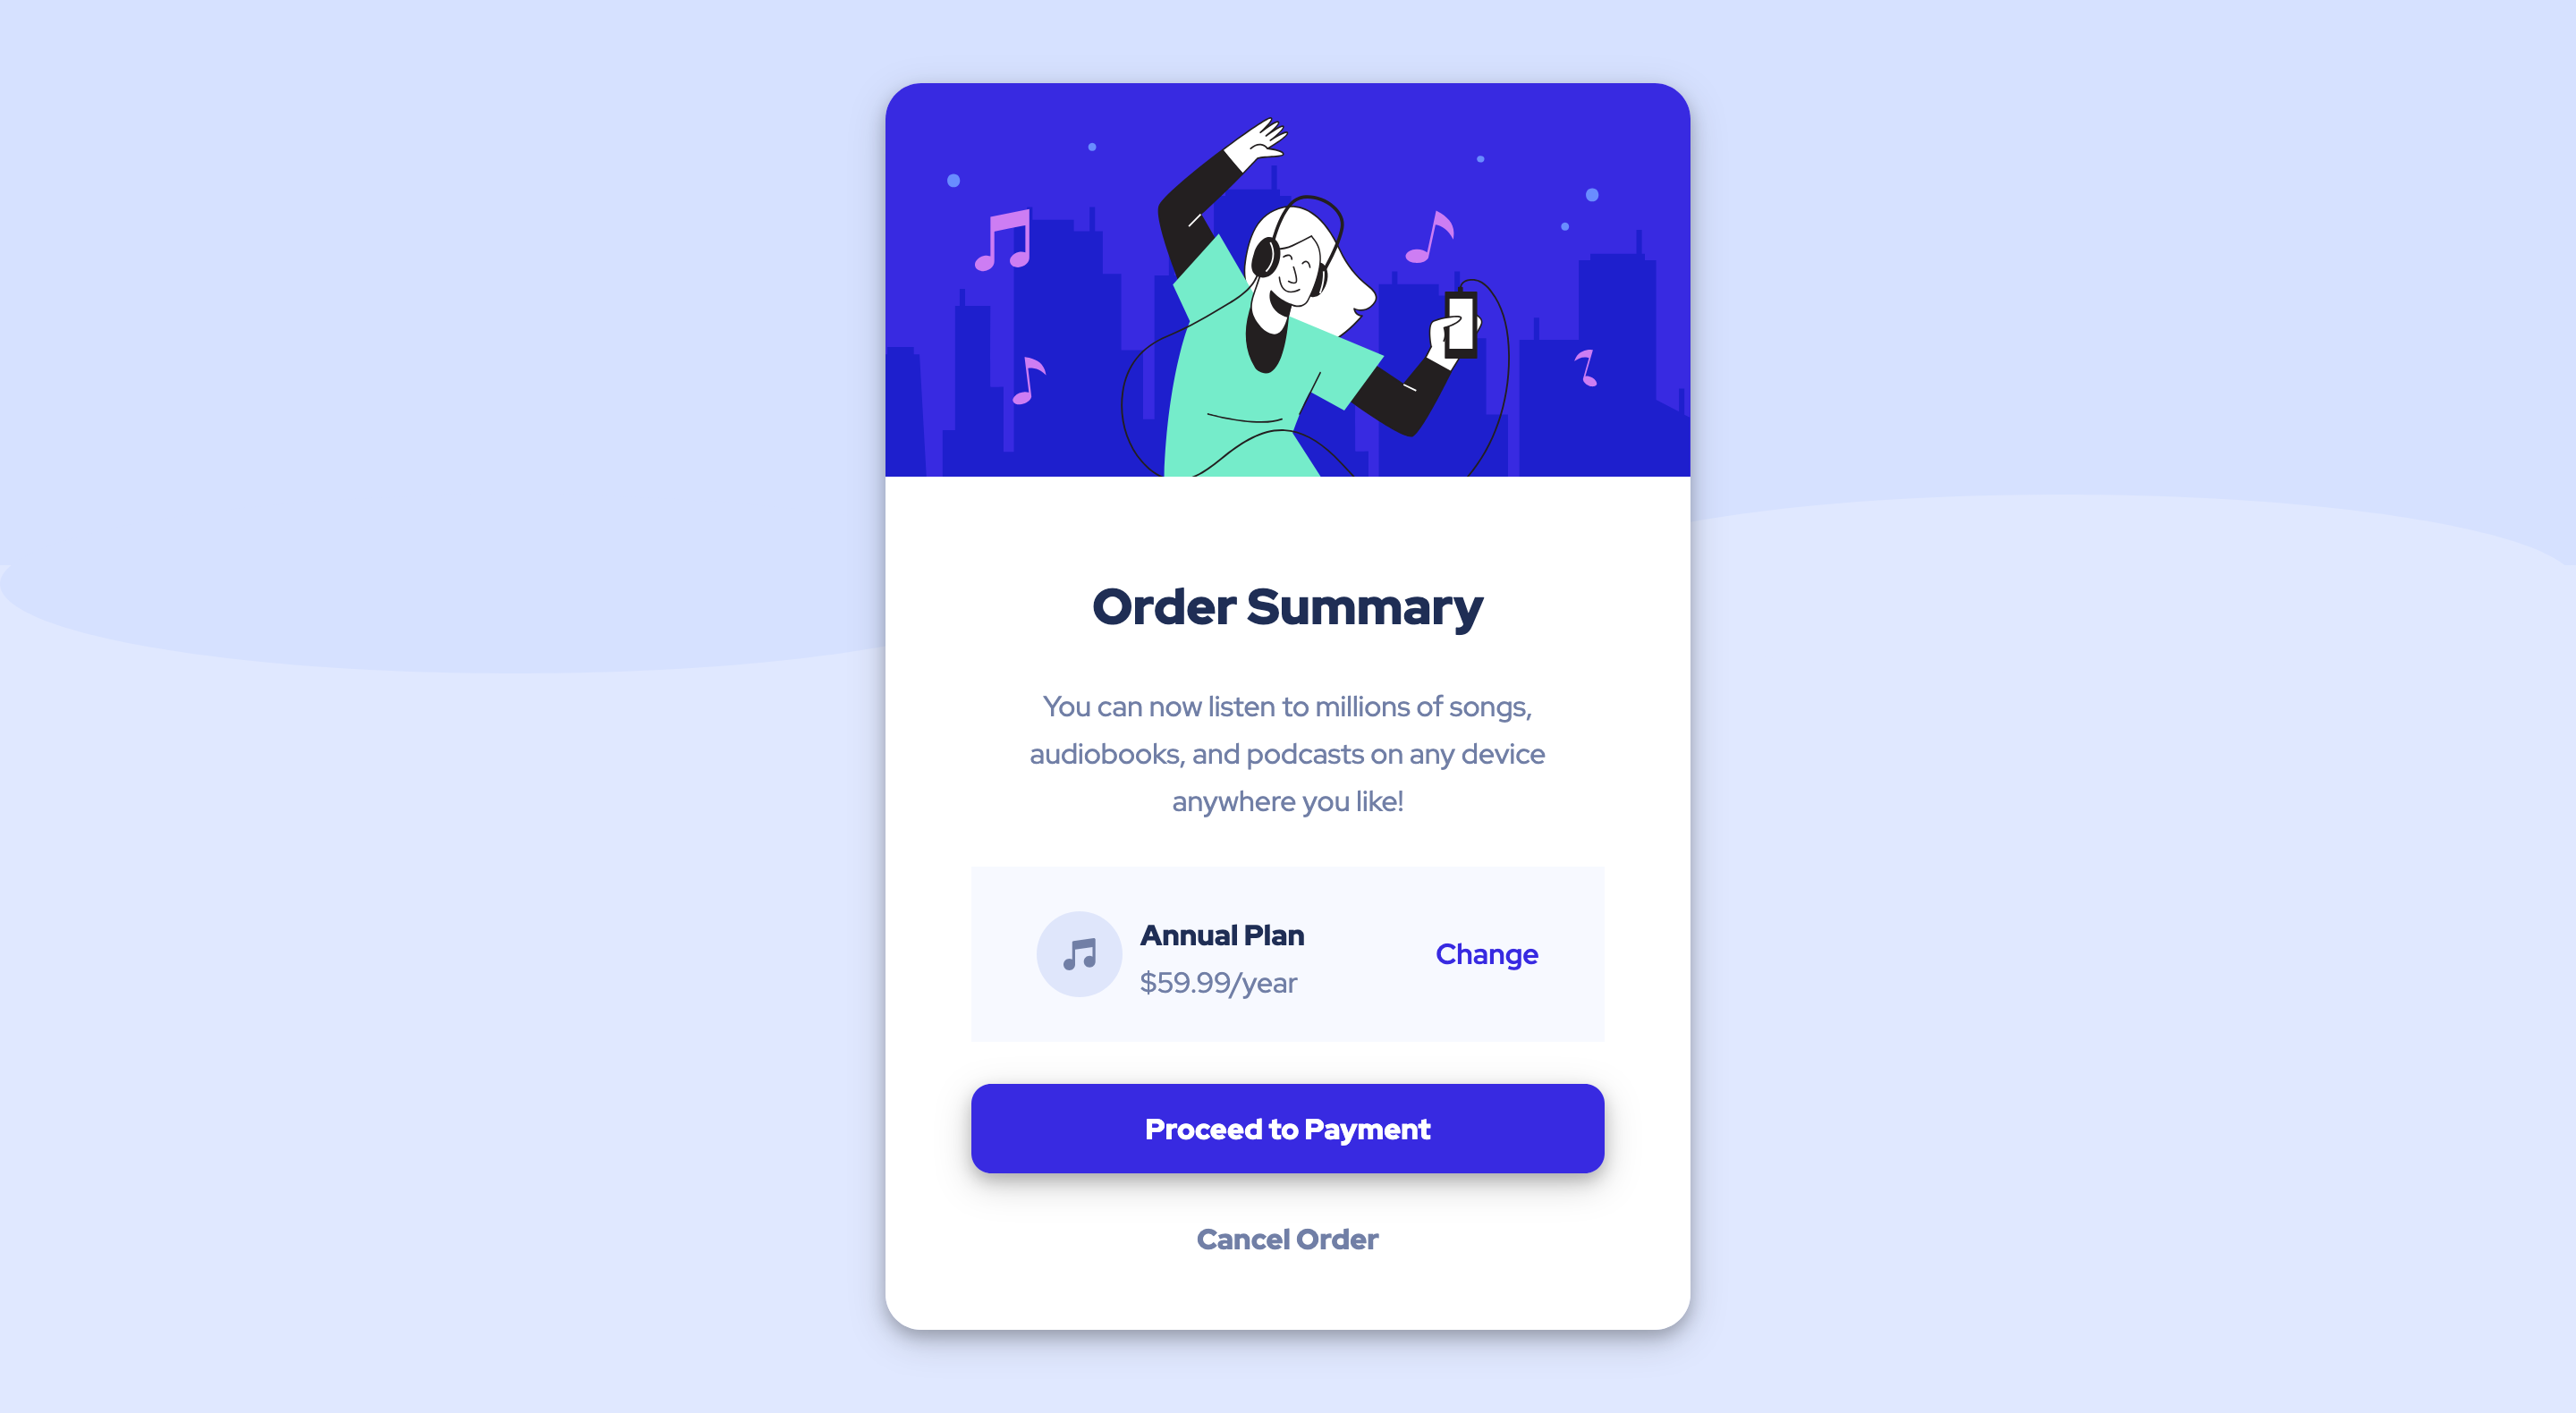 Order Summary
You can now listen to millions of songs,
audiobooks, and podcasts on any device
anywhere you like!
Annual Plan
$59.99/year
Change
Proceed to Payment
Cancel Order